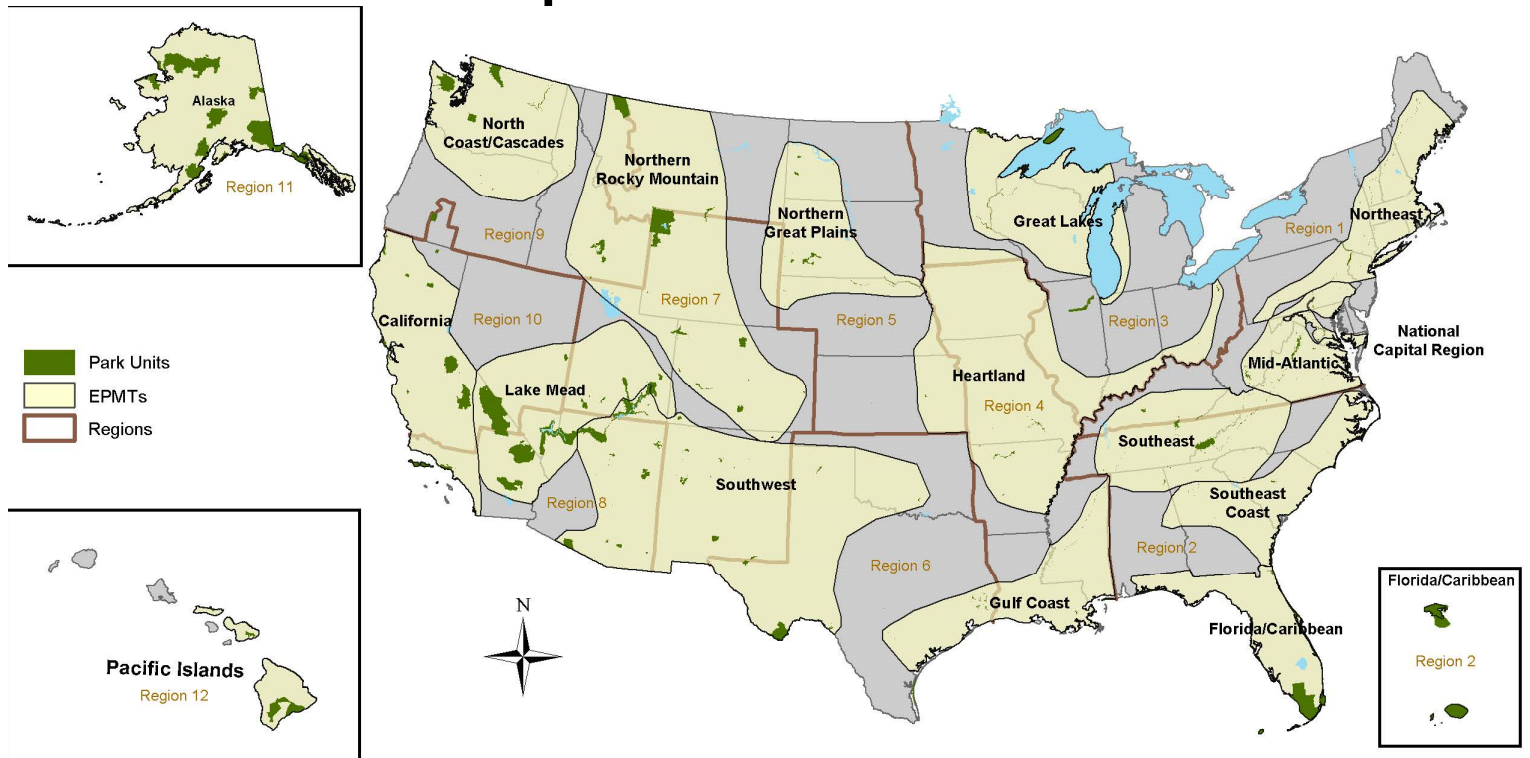 Alaska
Region 11
North
Coast/Cascades
Northern
Rocky Mountain
Northern
Great Plains
Great Lakes
Northeast
Region 1
Region 9
Region 7
Region 10
Region 5
Region 3
California
National
Capital Region
Park Units
EPMTs
Regions
Lake Mead
Heartland
Region 4
Mid-Atlantic
Southeast
Southwest
Region 8
Southeast
Coast
Region 2
Region 6
Gulf Coast
Florida/Caribbean
Florida/Caribbean
Region 2
N
Pacific Islands
Region 12